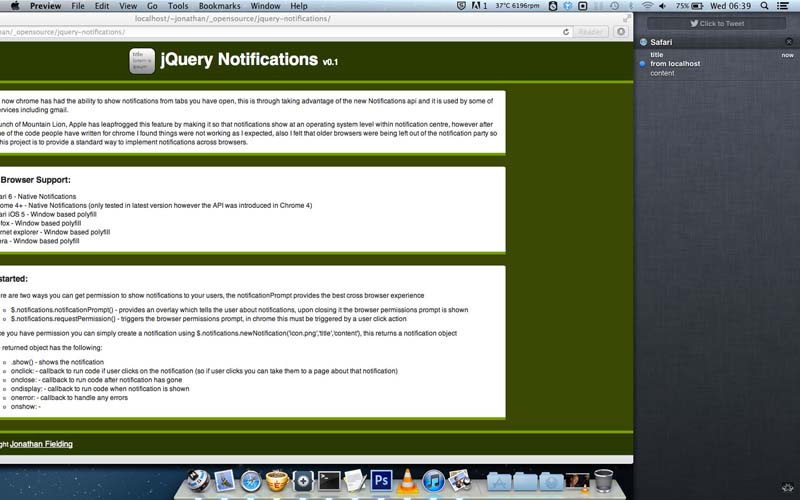 Preview File Edit View Go Tools Bookmarks Window Help
1 37°C 6196rpm 75% Wed 06:39
localhost/~jonathan/_opensource/jquery-notifications/
an/_opensource/jquery-notifications/ Reader
jQuery Notifications v0.1
now chrome has had the ability to show notifications from tabs you have open, this is through taking advantage of the new Notifications api and it is used by some of
rvices including gmail.
unch of Mountain Lion, Apple has leapfrogged this feature by making it so that notifications show at an operating system level within notification centre, however after
e of the code people have written for chrome I found things were not working as I expected, also I felt that older browsers were being left out of the notification party so
his project is to provide a standard way to implement notifications across browsers.
Browser Support:
ari 6 - Native Notifications
ome 4+ - Native Notifications (only tested in latest version however the API was introduced in Chrome 4)
ari iOS 5 - Window based polyfill
fox - Window based polyfill
rnet explorer - Window based polyfill
era - Window based polyfill
started:
re are two ways you can get permission to show notifications to your users, the notificationPrompt provides the best cross browser experience
$.notifications.notificationPrompt() - provides an overlay which tells the user about notifications, upon closing it the browser permissions prompt is shown
$.notifications.requestPermission() - triggers the browser permissions prompt, in chrome this must be triggered by a user click action
ce you have permission you can simply create a notification using $.notifications.newNotification('icon.png','title','content'), this returns a notification object
returned object has the following:
.show() - shows the notification
onclick: - callback to run code if user clicks on the notification (so if user clicks you can take them to a page about that notification)
onclose: - callback to run code after notification has gone
ondisplay: - callback to run code when notification is shown
onerror: - callback to handle any errors
onshow: -
ght Jonathan Fielding
Click to Tweet
Safari
title now
from localhost
content
Ps